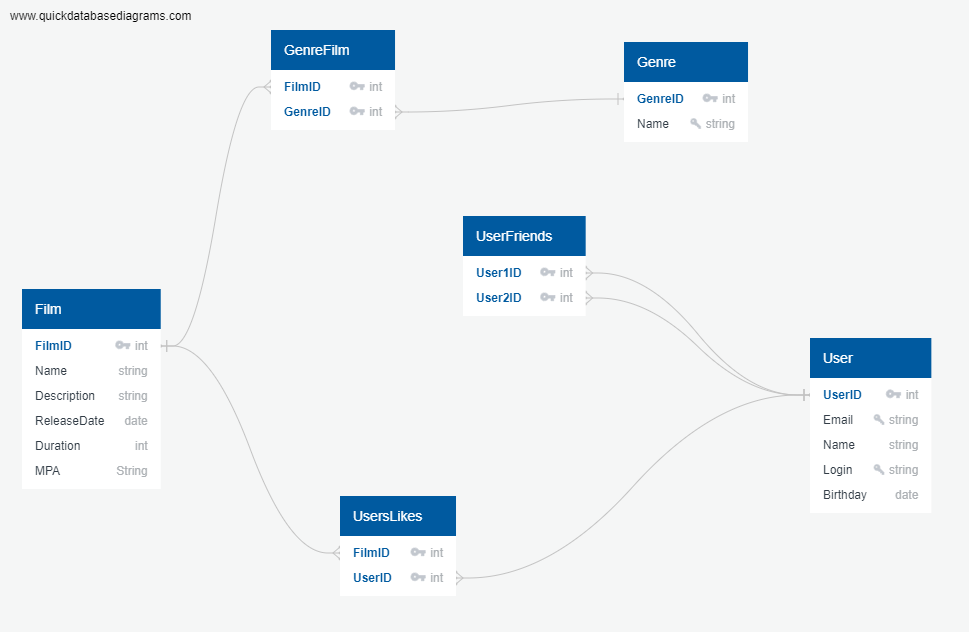 www.quickdatabasediagrams.com
GenreFilm
FilmID int
GenreID int
Genre
GenreID int
Name string
UserFriends
User1ID int
User2ID int
Film
FilmID int
Name string
Description string
ReleaseDate date
Duration int
MPA String
User
UserID int
Email string
Name string
Login string
Birthday date
UsersLikes
FilmID int
UserID int